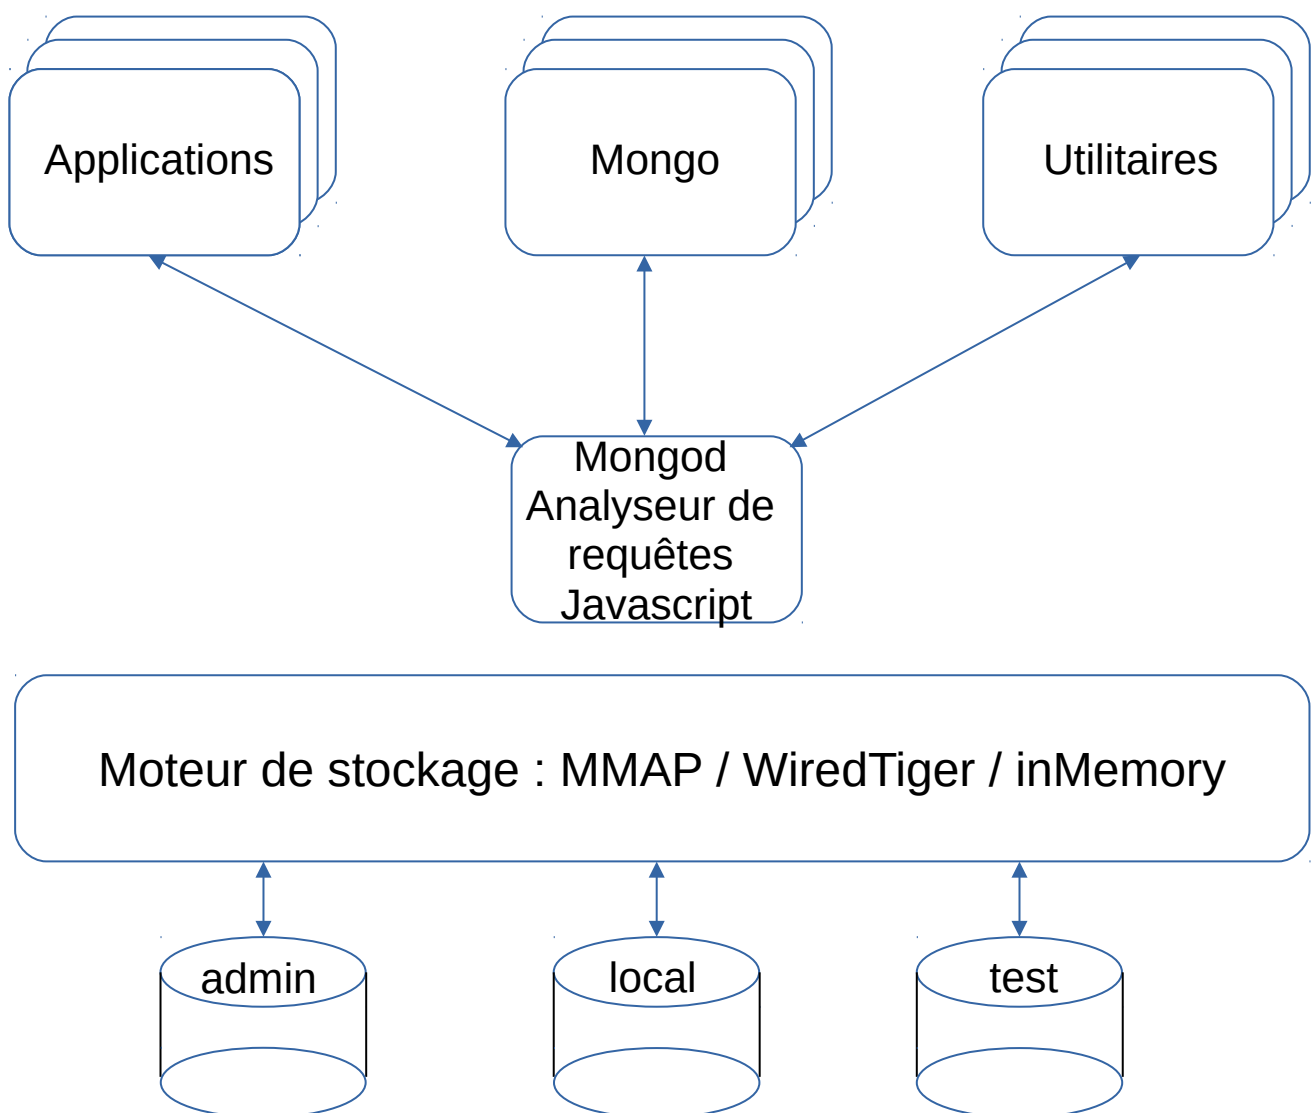 Applications
Mongo
Utilitaires
Mongod
Analyseur de
requêtes
Javascript
Moteur de stockage : MMAP / WiredTiger / inMemory
admin
local
test